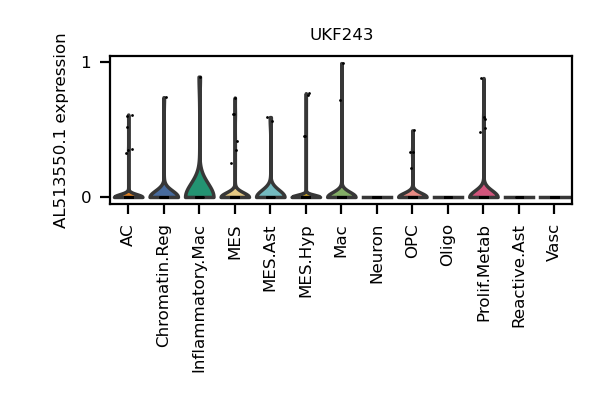 UKF243
AL513550.1 expression
1
0
AC
Chromatin.Reg
Inflammatory.Mac
MES
MES.Ast
MES.Hyp
Mac
Neuron
OPC
Oligo
Prolif.Metab
Reactive.Ast
Vasc